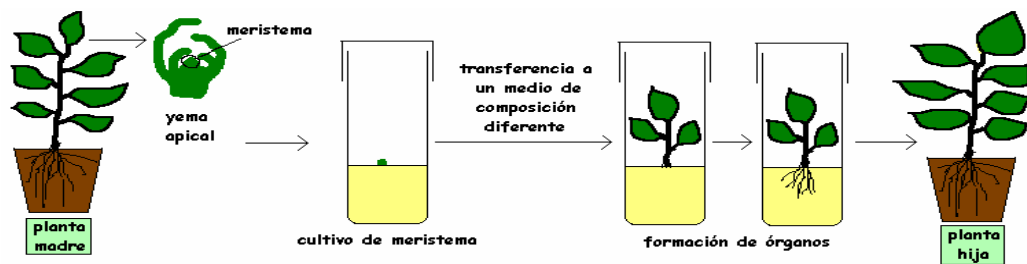 meristema
yema
apical
transferencia a
un medio de
composición
diferente
planta
madre
cultivo de meristema
formación de órganos
planta
hija